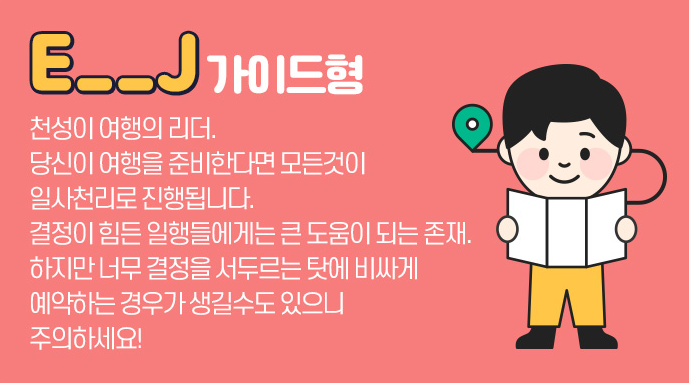 E__J 가이드형
천성이 여행의 리더.
당신이 여행을 준비한다면 모든것이
일사천리로 진행됩니다.
결정이 힘든 일행들에게는 큰 도움이 되는 존재.
하지만 너무 결정을 서두르는 탓에 비싸게
예약하는 경우가 생길수도 있으니
주의하세요!